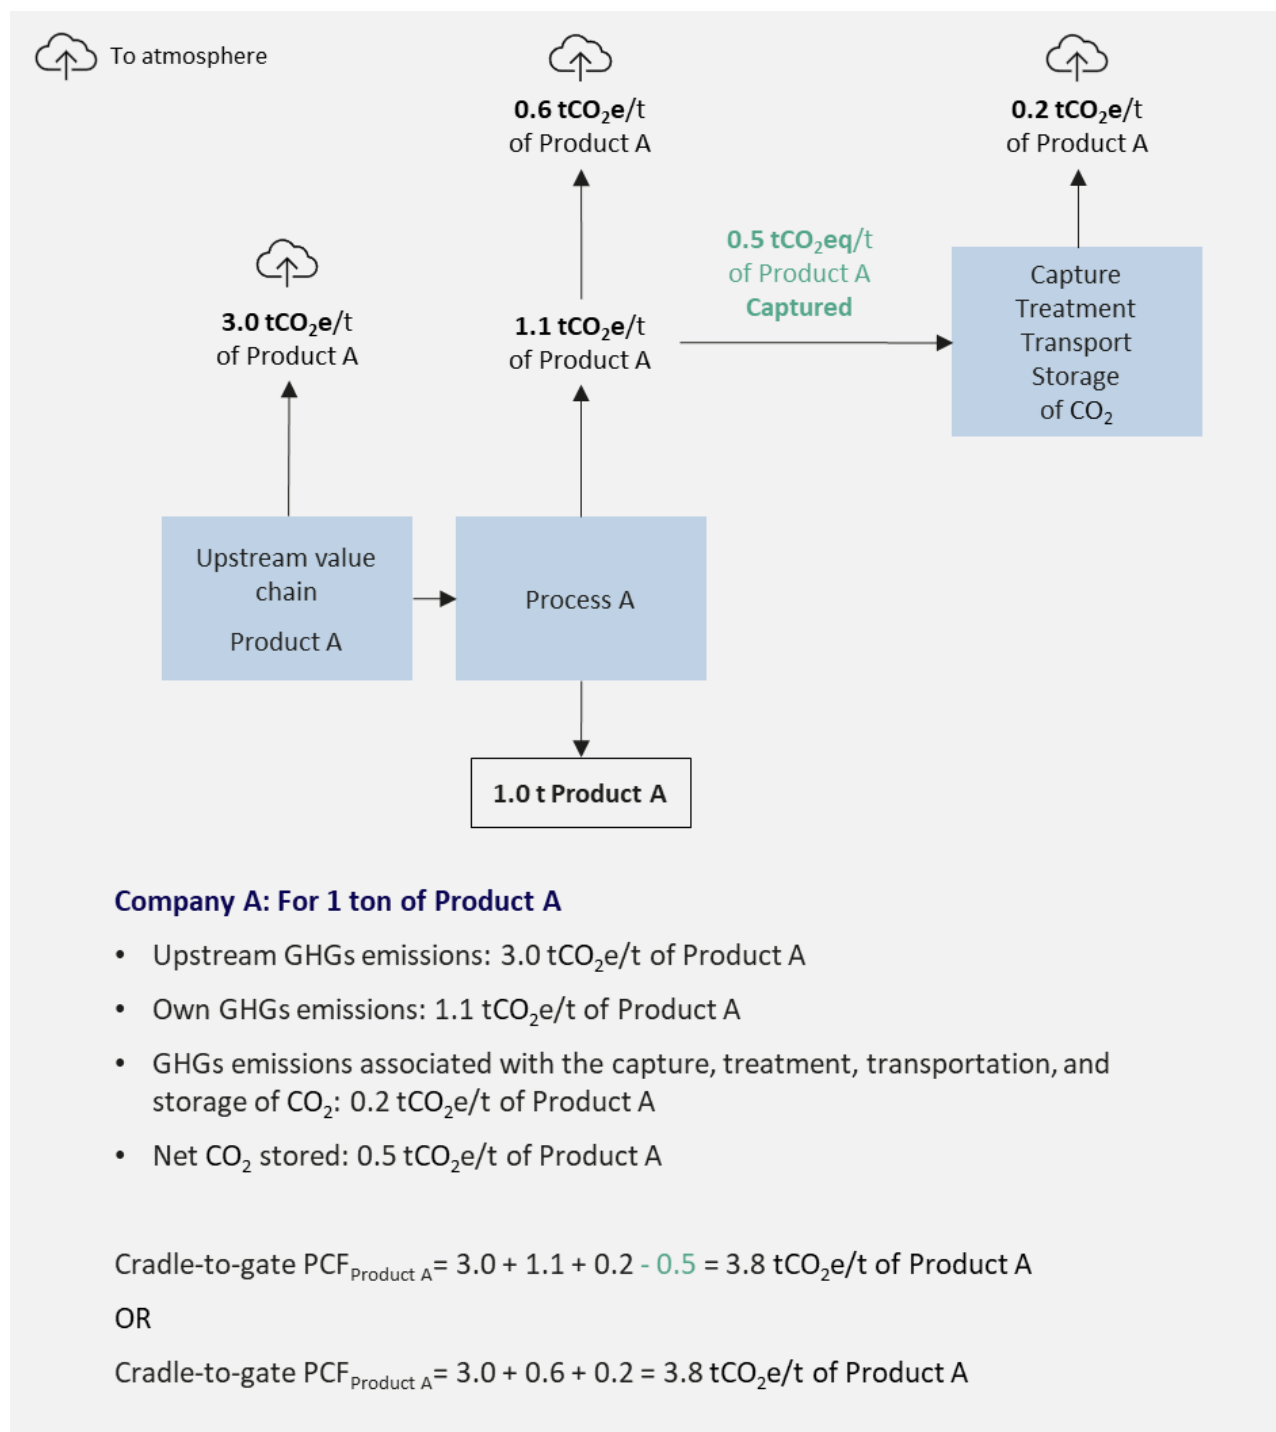 To atmosphere
0.6 tCO₂e/t
of Product A
0.2 tCO₂e/t
of Product A
3.0 tCO₂e/t
of Product A
1.1 tCO₂e/t
of Product A
0.5 tCO₂eq/t
of Product A
Captured
Capture
Treatment
Transport
Storage
of CO₂
Upstream value
chain
Product A
Process A
1.0 t Product A
Company A: For 1 ton of Product A
• Upstream GHGs emissions: 3.0 tCO₂e/t of Product A
• Own GHGs emissions: 1.1 tCO₂e/t of Product A
• GHGs emissions associated with the capture, treatment, transportation, and
storage of CO₂: 0.2 tCO₂e/t of Product A
• Net CO₂ stored: 0.5 tCO₂e/t of Product A
Cradle-to-gate PCF Product A= 3.0 + 1.1 + 0.2 - 0.5 = 3.8 tCO₂e/t of Product A
OR
Cradle-to-gate PCF Product A= 3.0 + 0.6 + 0.2 = 3.8 tCO₂e/t of Product A